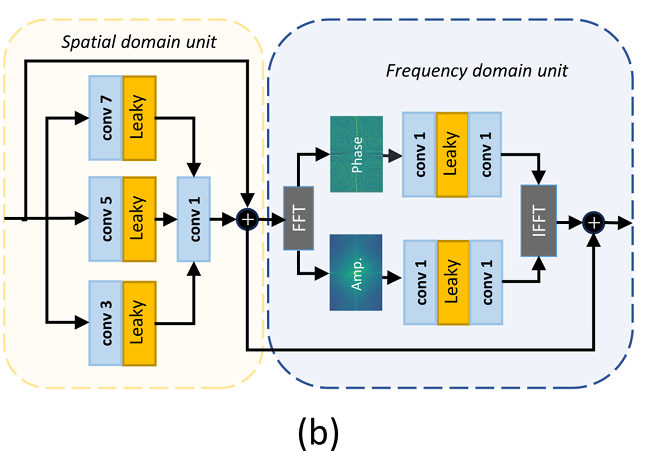 Spatial domain unit
Frequency domain unit
conv 7
Leaky
conv 5
Leaky
conv 3
Leaky
conv 1
+
FFT
Phase
Amp.
conv 1
Leaky
conv 1
conv 1
Leaky
conv 1
IFFT
+
(b)